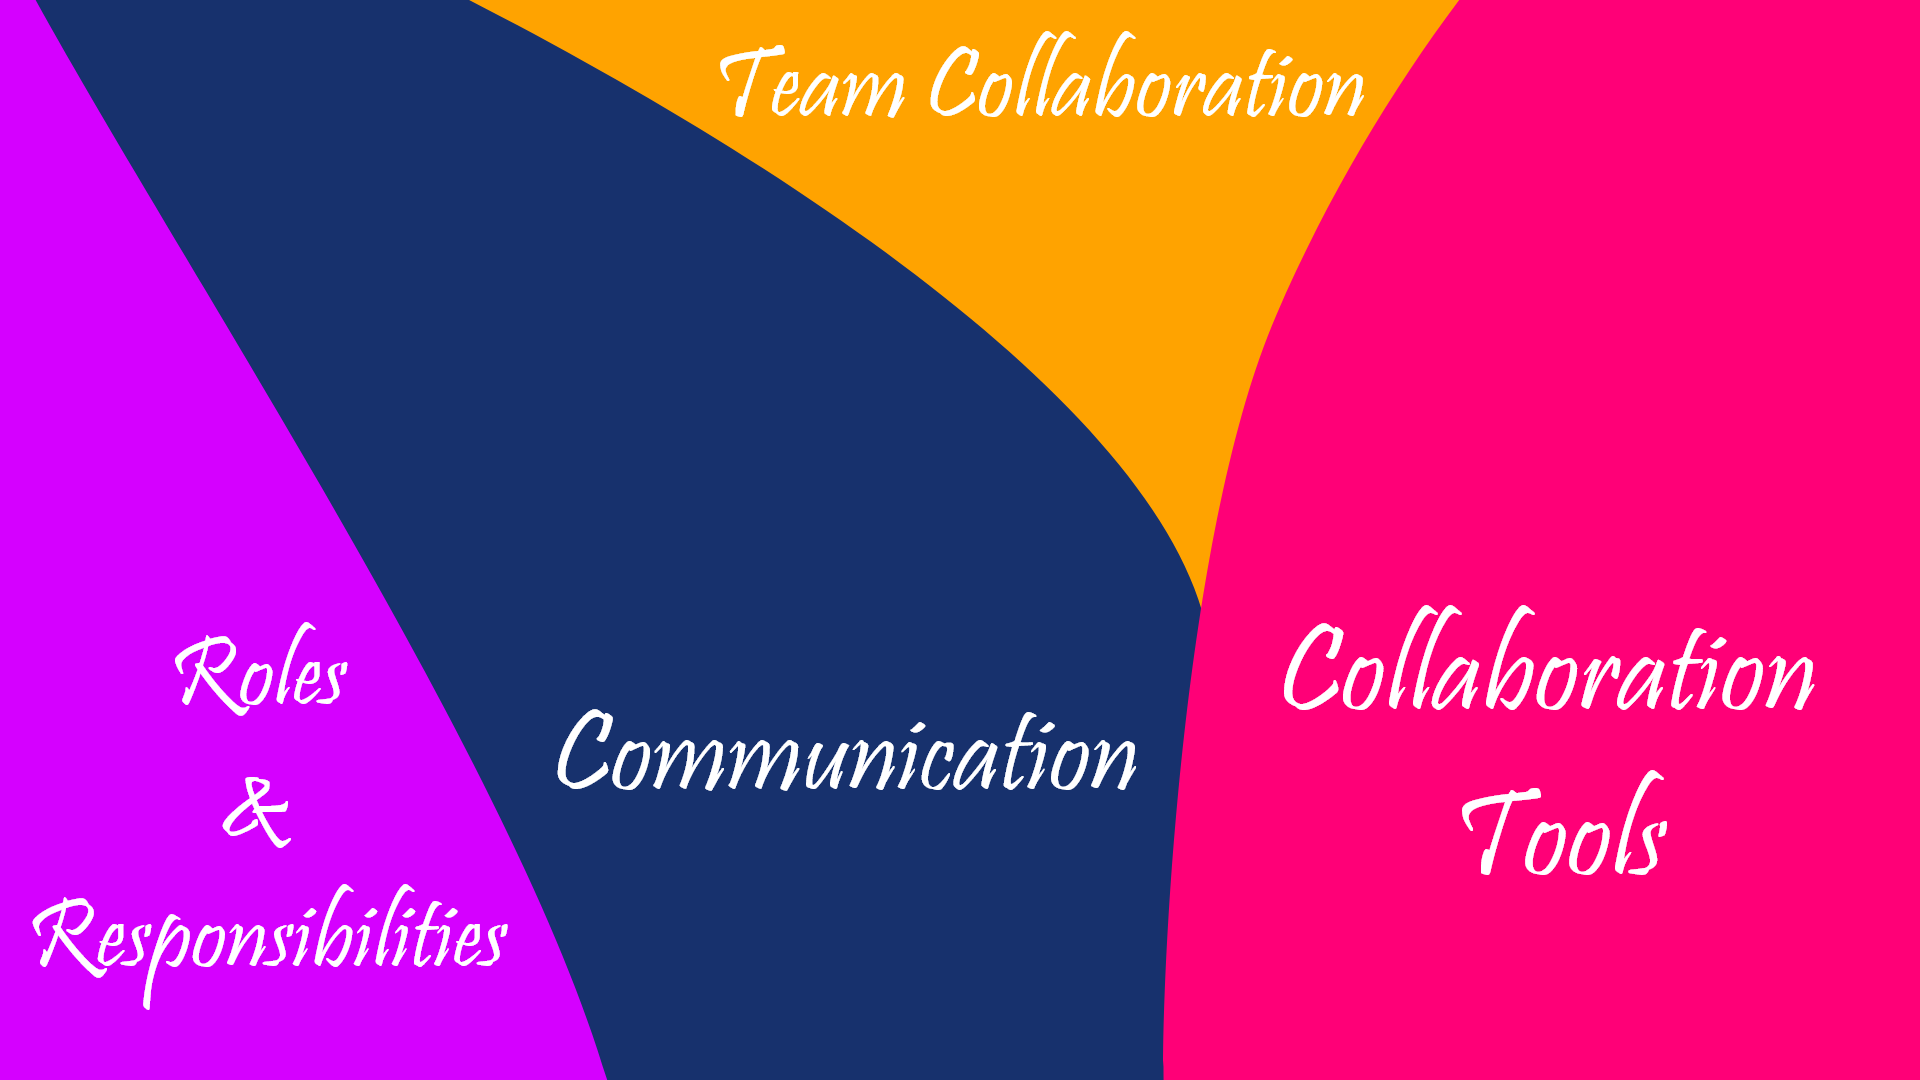 Team Collaboration
Roles
&
Responsibilities
Communication
Collaboration
Tools